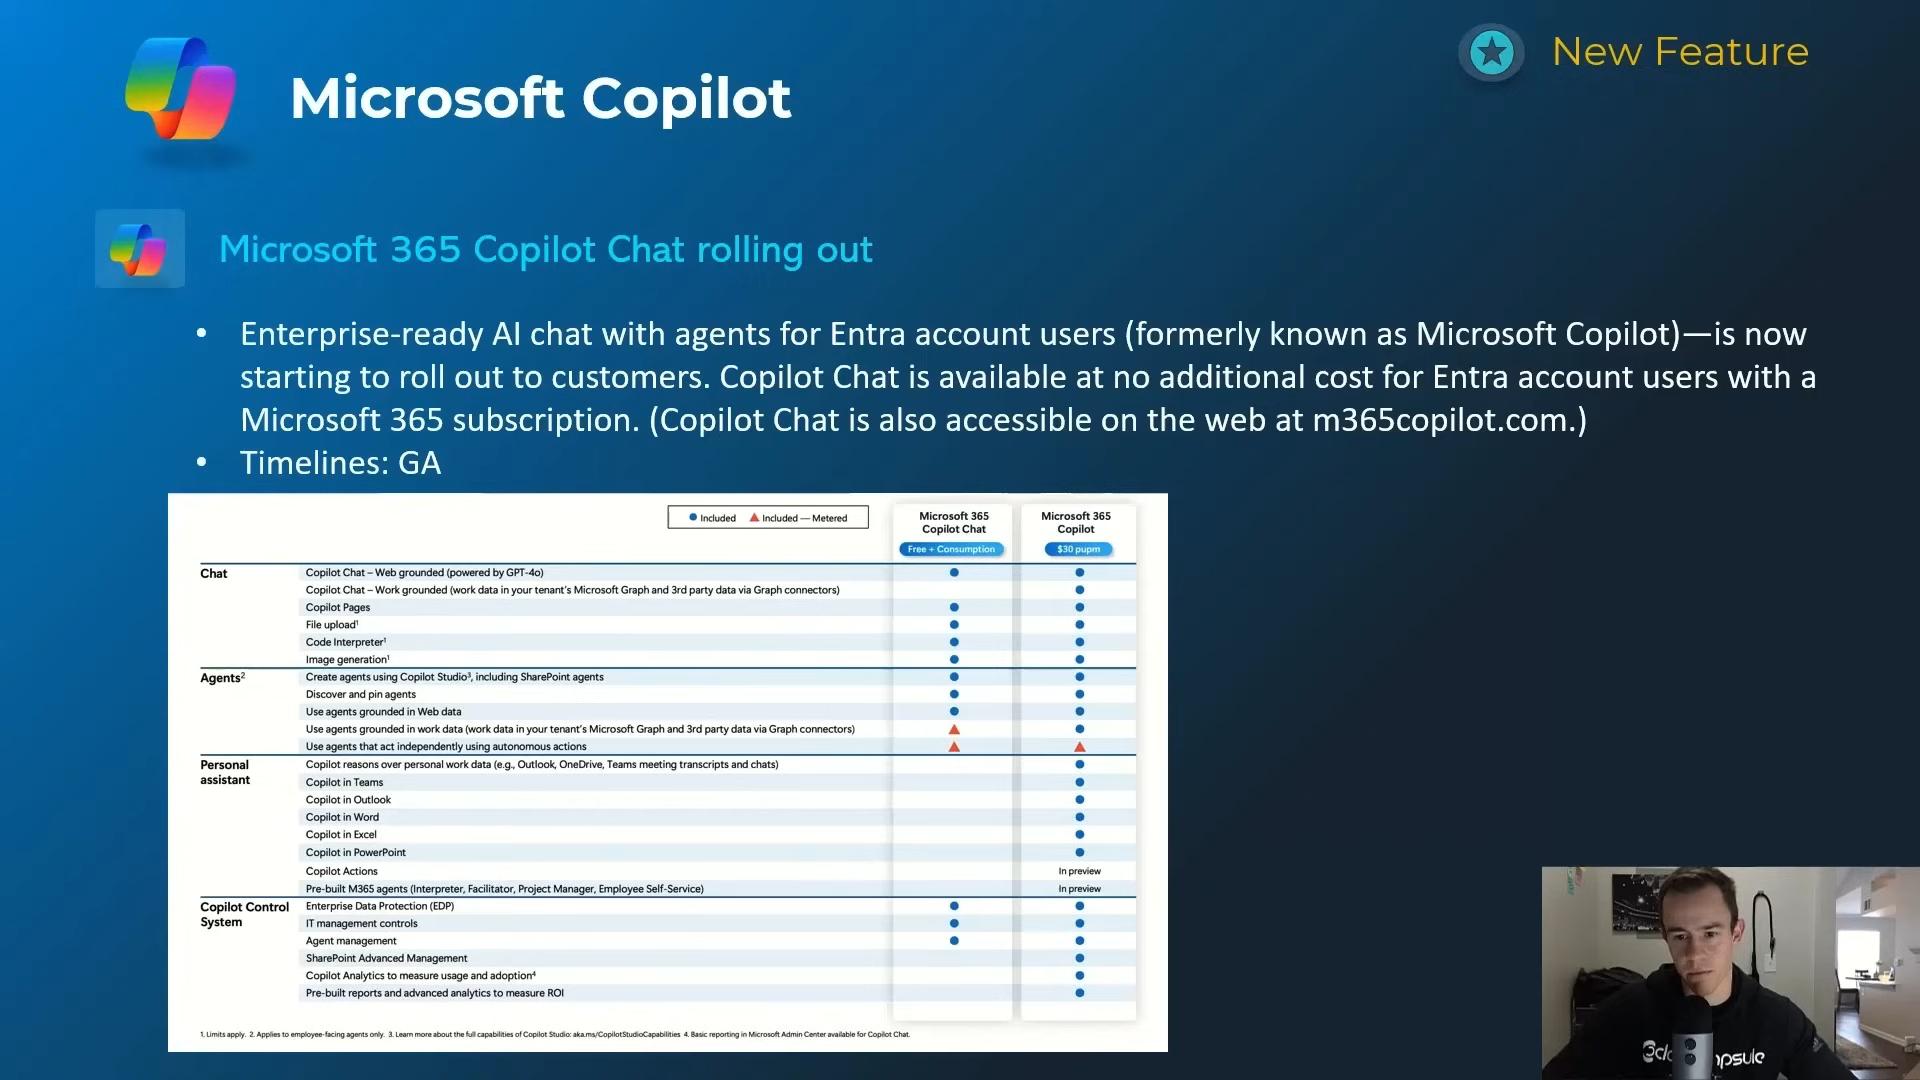 New Feature
Microsoft Copilot
Microsoft 365 Copilot Chat rolling out
• Enterprise-ready AI chat with agents for Entra account users (formerly known as Microsoft Copilot)—is now
starting to roll out to customers. Copilot Chat is available at no additional cost for Entra account users with a
Microsoft 365 subscription. (Copilot Chat is also accessible on the web at m365copilot.com.)
• Timelines: GA
Included Included — Metered
Microsoft 365 Copilot Chat
Free + Consumption
Microsoft 365 Copilot
$30 pupm
Chat
Copilot Chat – Web grounded (powered by GPT-4o)
Copilot Chat – Work grounded (work data in your tenant's Microsoft Graph and 3rd party data via Graph connectors)
Copilot Pages
File upload¹
Code Interpreter¹
Image generation¹
Agents²
Create agents using Copilot Studio³, including SharePoint agents
Discover and pin agents
Use agents grounded in Web data
Use agents grounded in work data (work data in your tenant's Microsoft Graph and 3rd party data via Graph connectors)
Use agents that act independently using autonomous actions
Personal assistant
Copilot reasons over personal work data (e.g., Outlook, OneDrive, Teams meeting transcripts and chats)
Copilot in Teams
Copilot in Outlook
Copilot in Word
Copilot in Excel
Copilot in PowerPoint
Copilot Actions In preview
Pre-built M365 agents (Interpreter, Facilitator, Project Manager, Employee Self-Service) In preview
Copilot Control System
Enterprise Data Protection (EDP)
IT management controls
Agent management
SharePoint Advanced Management
Copilot Analytics to measure usage and adoption⁴
Pre-built reports and advanced analytics to measure ROI
1. Limits apply. 2. Applies to employee-facing agents only. 3. Learn more about the full capabilities of Copilot Studio: aka.ms/CopilotStudioCapabilities 4. Basic reporting in Microsoft Admin Center available for Copilot Chat.